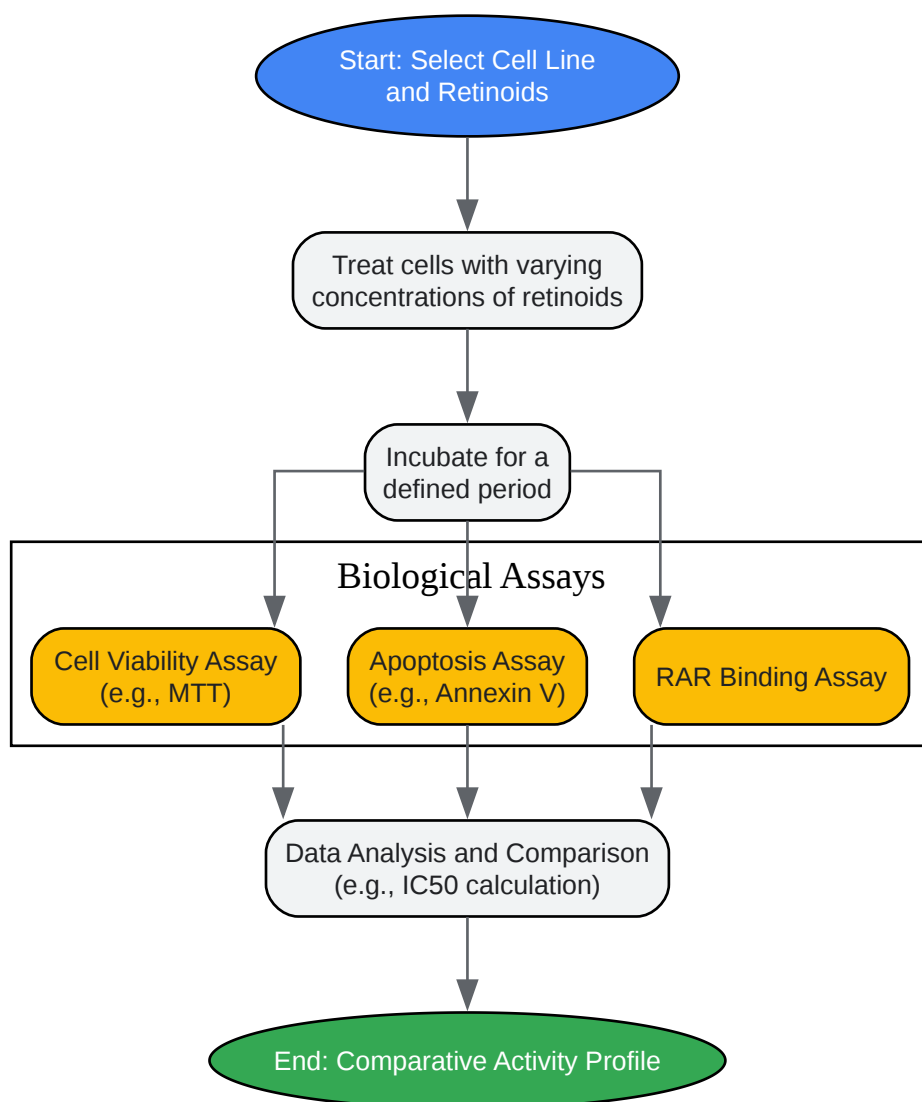 Start: Select Cell Line
and Retinoids
Treat cells with varying
concentrations of retinoids
Incubate for a
defined period
Biological Assays
Cell Viability Assay
(e.g., MTT)
Apoptosis Assay
(e.g., Annexin V)
RAR Binding Assay
Data Analysis and Comparison
(e.g., IC50 calculation)
End: Comparative Activity Profile